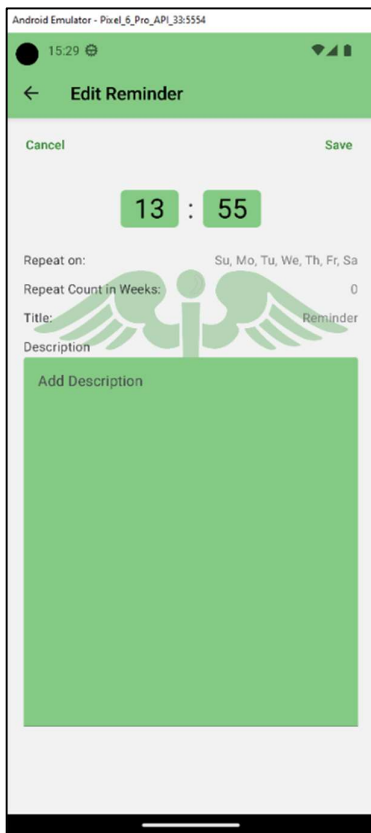 Android Emulator - Pixel_6_Pro_API_33:5554
15:29
Edit Reminder
Cancel Save
13 : 55
Repeat on: Su, Mo, Tu, We, Th, Fr, Sa
Repeat Count in Weeks: 0
Title: Reminder
Description
Add Description